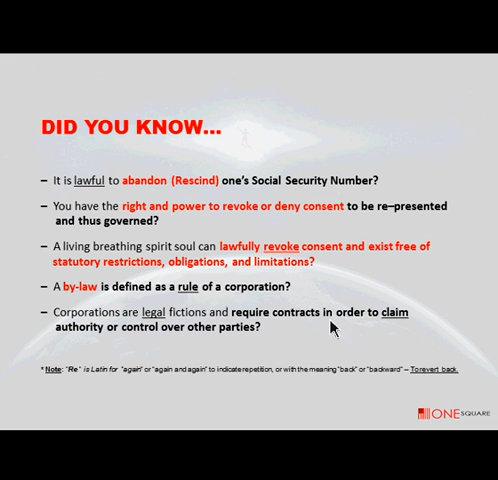 DID YOU KNOW...
– It is lawful to abandon (Rescind) one's Social Security Number?
– You have the right and power to revoke or deny consent to be re–presented
and thus governed?
– A living breathing spirit soul can lawfully revoke consent and exist free of
statutory restrictions, obligations, and limitations?
– A by-law is defined as a rule of a corporation?
– Corporations are legal fictions and require contracts in order to claim
authority or control over other parties?
* Note: "Re" is Latin for "again" or "again and again" to indicate repetition, or with the meaning "back" or "backward" – To revert back.
ONE SQUARE